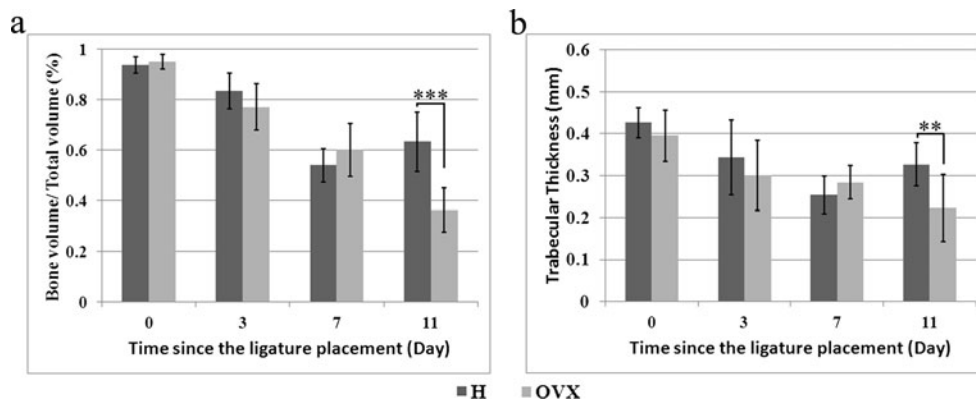 a
b
Bone volume/ Total volume (%)
1
0.8
0.6
0.4
0.2
0
***
0 3 7 11
Time since the ligature placement (Day)
Trabecular Thickness (mm)
0.6
0.5
0.4
0.3
0.2
0.1
0
**
0 3 7 11
Time since the ligature placement (Day)
H OVX